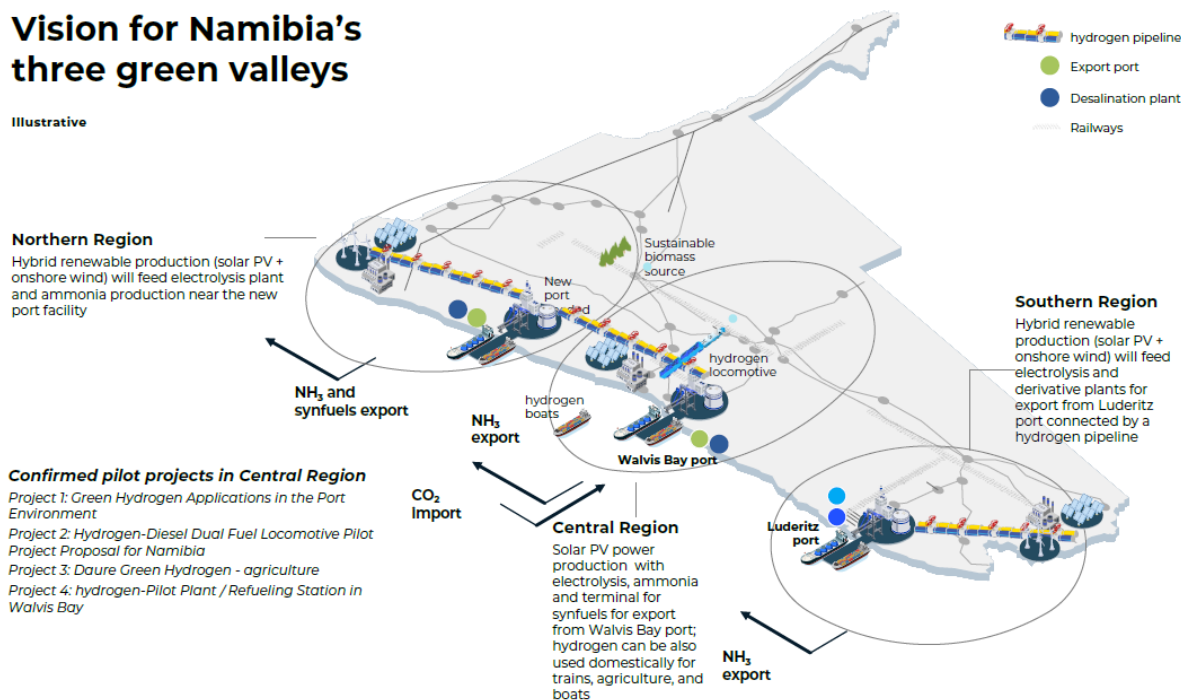 Vision for Namibia's
three green valleys
Illustrative
hydrogen pipeline
Export port
Desalination plant
Railways
Northern Region
Hybrid renewable production (solar PV +
onshore wind) will feed electrolysis plant
and ammonia production near the new
port facility
Sustainable
biomass
source
New
port
hydrogen
locomotive
hydrogen
boats
Walvis Bay port
NH₃ and
synfuels export
NH₃
export
CO₂
Import
Southern Region
Hybrid renewable
production (solar PV +
onshore wind) will feed
electrolysis and
derivative plants for
export from Luderitz
port connected by a
hydrogen pipeline
Confirmed pilot projects in Central Region
Project 1: Green Hydrogen Applications in the Port
Environment
Project 2: Hydrogen-Diesel Dual Fuel Locomotive Pilot
Project Proposal for Namibia
Project 3: Daure Green Hydrogen - agriculture
Project 4: hydrogen-Pilot Plant / Refueling Station in
Walvis Bay
Central Region
Solar PV power
production with
electrolysis, ammonia
and terminal for
synfuels for export
from Walvis Bay port;
hydrogen can be also
used domestically for
trains, agriculture, and
boats
Luderitz
port
NH₃
export